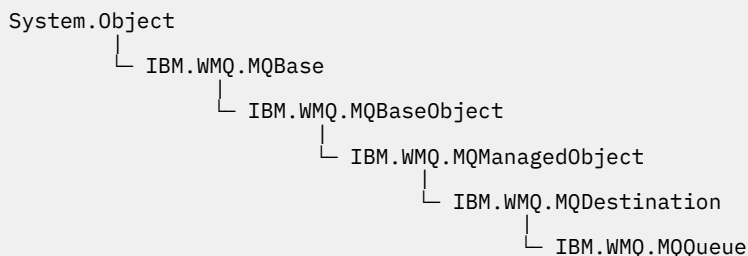 System.Object
IBM.WMQ.MQBase
IBM.WMQ.MQBaseObject
IBM.WMQ.MQManagedObject
IBM.WMQ.MQDestination
IBM.WMQ.MQQueue